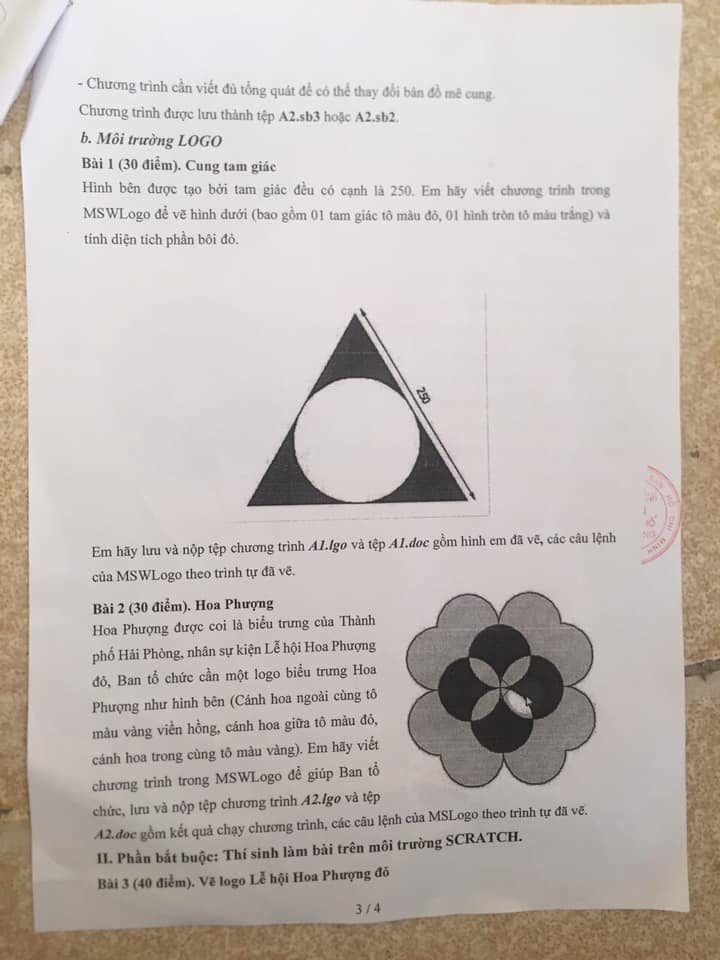 - Chương trình cần viết đủ tổng quát để có thể thay đổi bản đồ mê cung.
Chương trình được lưu thành tệp A2.sb3 hoặc A2.sb2.
b. Môi trường LOGO
Bài 1 (30 điểm). Cung tam giác
Hình bên được tạo bởi tam giác đều có cạnh là 250. Em hãy viết chương trình trong
MSWLogo để vẽ hình dưới (bao gồm 01 tam giác tô màu đỏ, 01 hình tròn tô màu trắng) và
tính diện tích phần bôi đỏ.
250
Em hãy lưu và nộp tệp chương trình A1.lgo và tệp A1.doc gồm hình em đã vẽ, các câu lệnh
của MSWLogo theo trình tự đã vẽ.
Bài 2 (30 điểm). Hoa Phượng
Hoa Phượng được coi là biểu trưng của Thành
phố Hải Phòng, nhân sự kiện Lễ hội Hoa Phượng
đỏ, Ban tổ chức cần một logo biểu trưng Hoa
Phượng như hình bên (Cánh hoa ngoài cùng tô
màu vàng viền hồng, cánh hoa giữa tô màu đỏ,
cánh hoa trong cùng tô màu vàng). Em hãy viết
chương trình trong MSWLogo để giúp Ban tổ
chức, lưu và nộp tệp chương trình A2.lgo và tệp
A2.doc gồm kết quả chạy chương trình, các câu lệnh của MSLogo theo trình tự đã vẽ.
II. Phần bắt buộc: Thí sinh làm bài trên môi trường SCRATCH.
Bài 3 (40 điểm). Vẽ logo Lễ hội Hoa Phượng đỏ
3 / 4